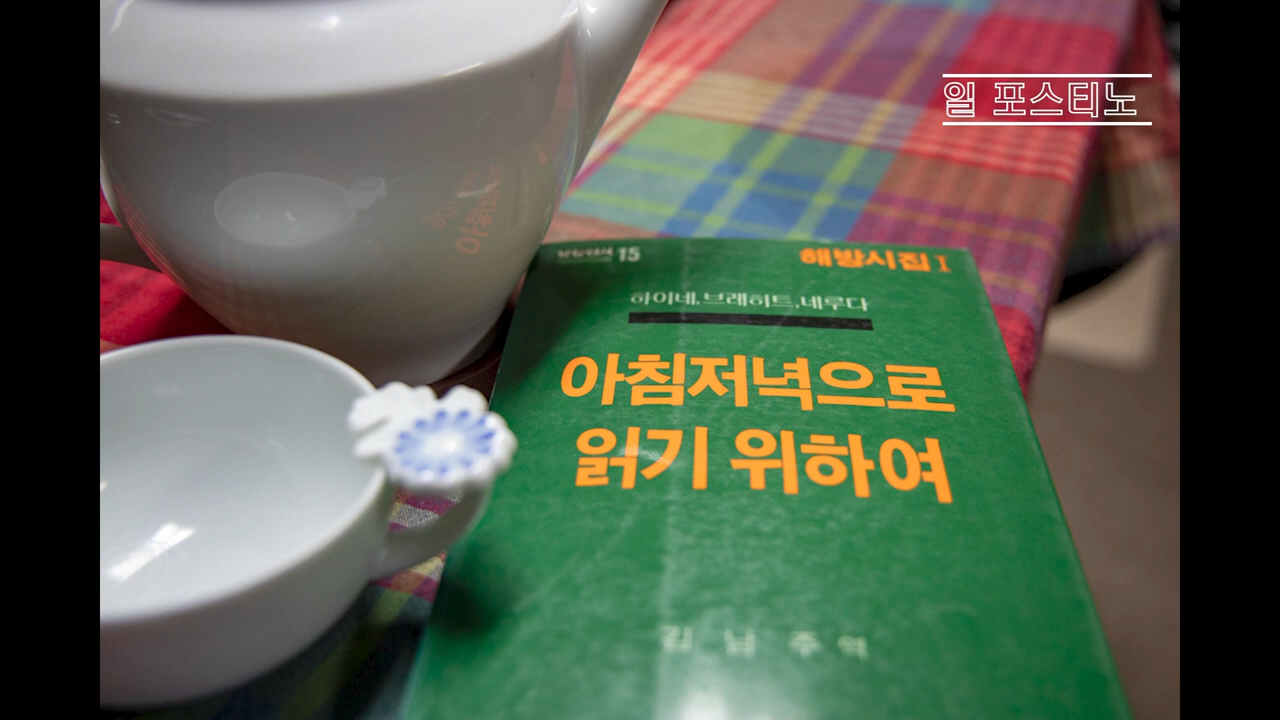 일 포스티노
15
해방시집 I
하이네, 브레히트, 네루다
아침저녁으로
읽기 위하여
김남주 역